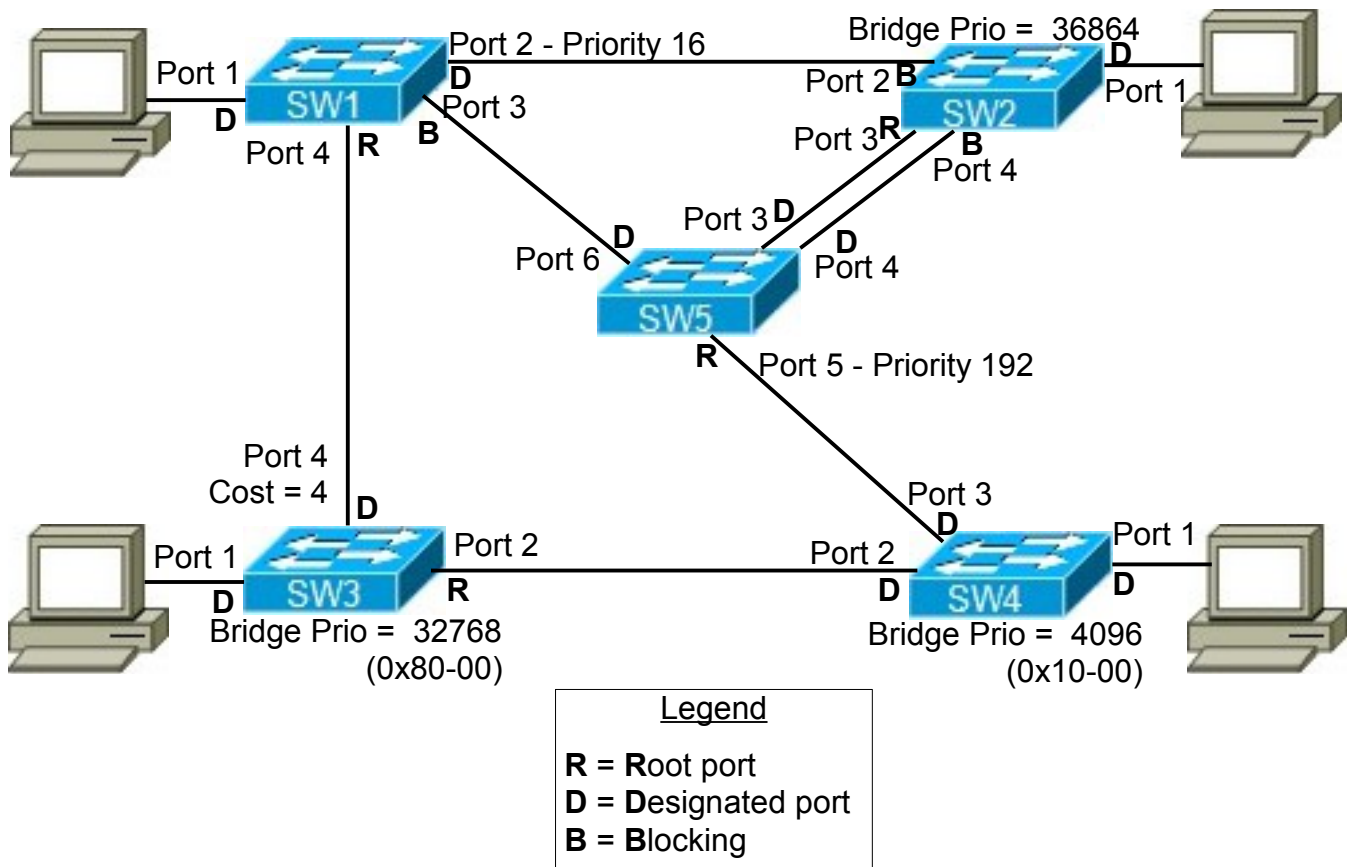 Port 2 - Priority 16
Bridge Prio =  36864
Port 1
D
SW1
D
Port 3
B
Port 4
R
Port 2
B
D
Port 1
SW2
Port 3
R
B
Port 4
Port 3
D
D
Port 6
D
Port 4
SW5
R
Port 5 - Priority 192
Port 4
Cost = 4
D
Port 1
D
SW3
Port 2
R
Bridge Prio =  32768
(0x80-00)
Port 3
D
Port 2
D
SW4
Port 1
D
Bridge Prio =  4096
(0x10-00)
Legend
R = Root port
D = Designated port
B = Blocking